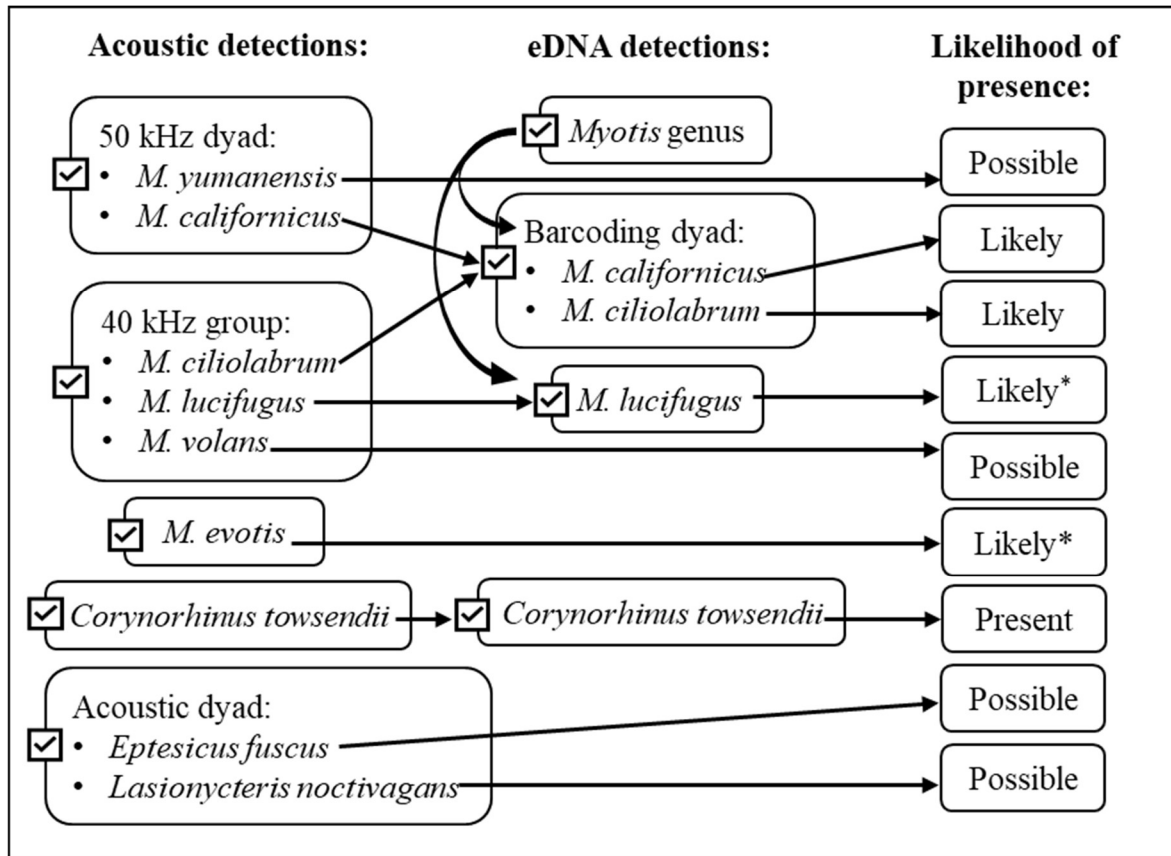 Acoustic detections:
eDNA detections:
Likelihood of
presence:
50 kHz dyad:
• M. yumanensis
• M. californicus
40 kHz group:
• M. ciliolabrum
• M. lucifugus
• M. volans
M. evotis
Corynorhinus towsendii
Acoustic dyad:
• Eptesicus fuscus
• Lasionycteris noctivagans
Myotis genus
Barcoding dyad:
• M. californicus
• M. ciliolabrum
M. lucifugus
Corynorhinus towsendii
Possible
Likely
Likely
Likely*
Possible
Likely*
Present
Possible
Possible